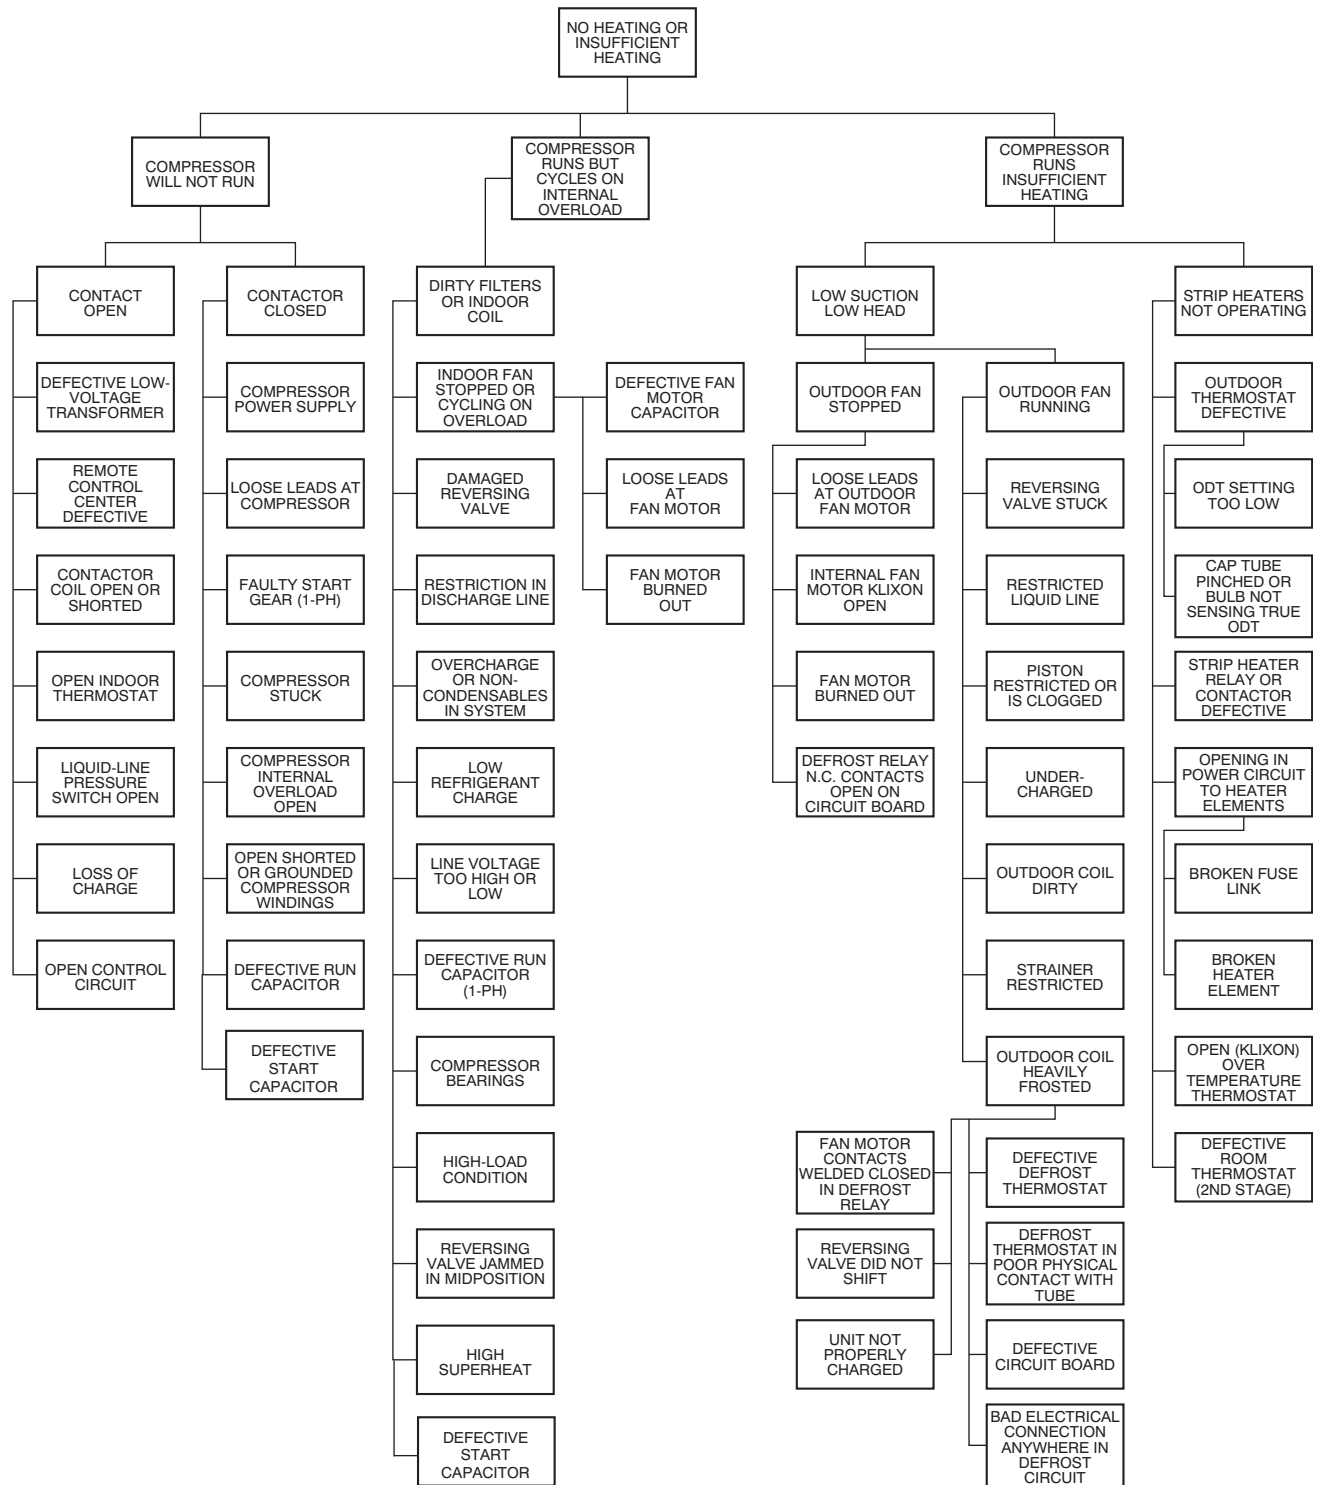 NO HEATING OR
INSUFFICIENT
HEATING
COMPRESSOR
WILL NOT RUN
COMPRESSOR
RUNS BUT
CYCLES ON
INTERNAL
OVERLOAD
COMPRESSOR
RUNS
INSUFFICIENT
HEATING
CONTACT
OPEN
DEFECTIVE LOW-
VOLTAGE
TRANSFORMER
REMOTE
CONTROL
CENTER
DEFECTIVE
CONTACTOR
COIL OPEN OR
SHORTED
OPEN INDOOR
THERMOSTAT
LIQUID-LINE
PRESSURE
SWITCH OPEN
LOSS OF
CHARGE
OPEN CONTROL
CIRCUIT
CONTACTOR
CLOSED
COMPRESSOR
POWER SUPPLY
LOOSE LEADS AT
COMPRESSOR
FAULTY START
GEAR (1-PH)
COMPRESSOR
STUCK
COMPRESSOR
INTERNAL
OVERLOAD
OPEN
OPEN SHORTED
OR GROUNDED
COMPRESSOR
WINDINGS
DEFECTIVE RUN
CAPACITOR
DEFECTIVE
START
CAPACITOR
DIRTY FILTERS
OR INDOOR
COIL
INDOOR FAN
STOPPED OR
CYCLING ON
OVERLOAD
DEFECTIVE FAN
MOTOR
CAPACITOR
LOOSE LEADS
AT
FAN MOTOR
FAN MOTOR
BURNED
OUT
DAMAGED
REVERSING
VALVE
RESTRICTION IN
DISCHARGE LINE
OVERCHARGE
OR NON-
CONDENSABLES
IN SYSTEM
LOW
REFRIGERANT
CHARGE
LINE VOLTAGE
TOO HIGH OR
LOW
DEFECTIVE RUN
CAPACITOR
(1-PH)
COMPRESSOR
BEARINGS
HIGH-LOAD
CONDITION
REVERSING
VALVE JAMMED
IN MIDPOSITION
HIGH
SUPERHEAT
DEFECTIVE
START
CAPACITOR
LOW SUCTION
LOW HEAD
OUTDOOR FAN
STOPPED
LOOSE LEADS
AT OUTDOOR
FAN MOTOR
INTERNAL FAN
MOTOR KLIXON
OPEN
FAN MOTOR
BURNED OUT
DEFROST RELAY
N.C. CONTACTS
OPEN ON
CIRCUIT BOARD
OUTDOOR FAN
RUNNING
REVERSING
VALVE STUCK
RESTRICTED
LIQUID LINE
PISTON
RESTRICTED OR
IS CLOGGED
UNDER-
CHARGED
OUTDOOR COIL
DIRTY
STRAINER
RESTRICTED
OUTDOOR COIL
HEAVILY
FROSTED
FAN MOTOR
CONTACTS
WELDED CLOSED
IN DEFROST
RELAY
REVERSING
VALVE DID NOT
SHIFT
UNIT NOT
PROPERLY
CHARGED
DEFECTIVE
DEFROST
THERMOSTAT
DEFROST
THERMOSTAT IN
POOR PHYSICAL
CONTACT WITH
TUBE
DEFECTIVE
CIRCUIT BOARD
BAD ELECTRICAL
CONNECTION
ANYWHERE IN
DEFROST
CIRCUIT
STRIP HEATERS
NOT OPERATING
OUTDOOR
THERMOSTAT
DEFECTIVE
ODT SETTING
TOO LOW
CAP TUBE
PINCHED OR
BULB NOT
SENSING TRUE
ODT
STRIP HEATER
RELAY OR
CONTACTOR
DEFECTIVE
OPENING IN
POWER CIRCUIT
TO HEATER
ELEMENTS
BROKEN FUSE
LINK
BROKEN
HEATER
ELEMENT
OPEN (KLIXON)
OVER
TEMPERATURE
THERMOSTAT
DEFECTIVE
ROOM
THERMOSTAT
(2ND STAGE)